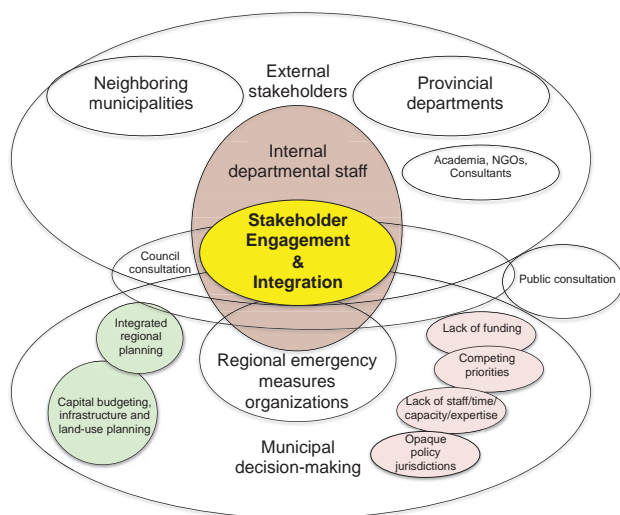 Neighboring
municipalities
External
stakeholders
Provincial
departments
Internal
departmental staff
Academia, NGOs,
Consultants
Stakeholder
Engagement
&
Integration
Council
consultation
Public consultation
Integrated
regional
planning
Lack of funding
Competing
priorities
Regional emergency
measures
organizations
Capital budgeting,
infrastructure and
land-use planning
Lack of staff/time/
capacity/expertise
Municipal
decision-making
Opaque
policy
jurisdictions